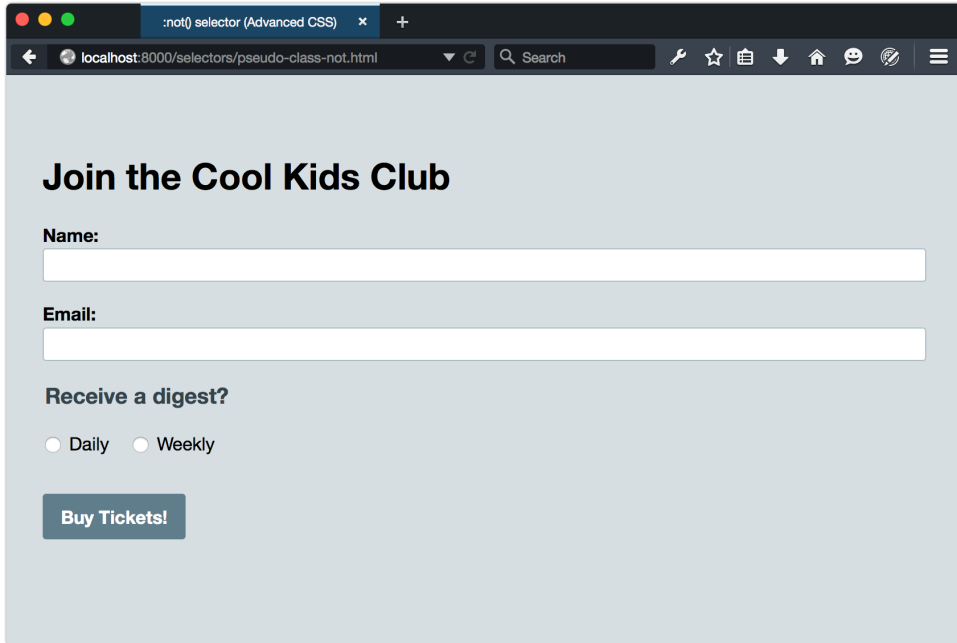 :not() selector (Advanced CSS) × +
localhost:8000/selectors/pseudo-class-not.html Search
Join the Cool Kids Club
Name:
Email:
Receive a digest?
Daily Weekly
Buy Tickets!